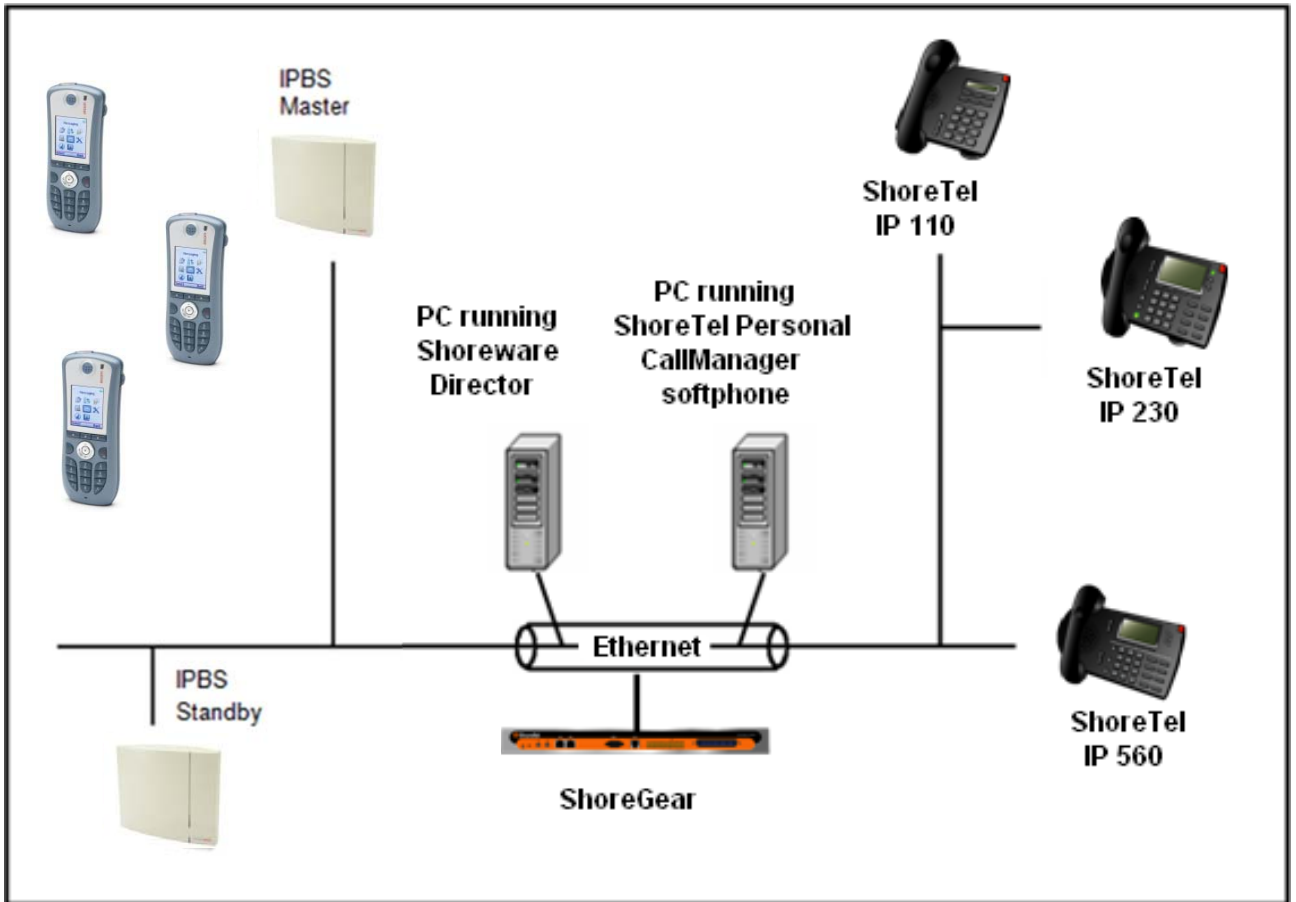 IPBS
Master
ShoreTel
IP 110
PC running
Shoreware
Director
PC running
ShoreTel Personal
CallManager
softphone
ShoreTel
IP 230
Ethernet
IPBS
Standby
ShoreGear
ShoreTel
IP 560